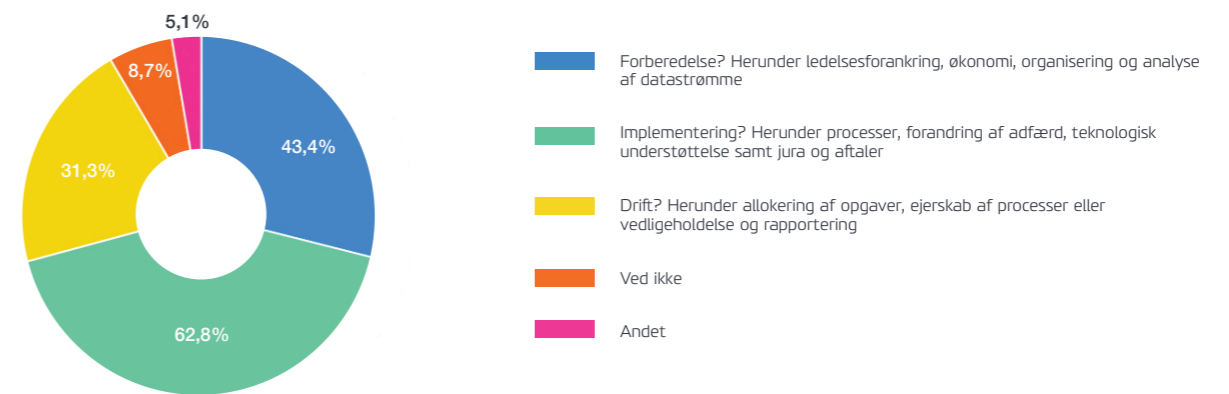 5,1%
8,7%
43,4%
31,3%
62,8%
Forberedelse? Herunder ledelsesforankring, økonomi, organisering og analyse
af datastrømme
Implementering? Herunder processer, forandring af adfærd, teknologisk
understøttelse samt jura og aftaler
Drift? Herunder allokering af opgaver, ejerskab af processer eller
vedligeholdelse og rapportering
Ved ikke
Andet